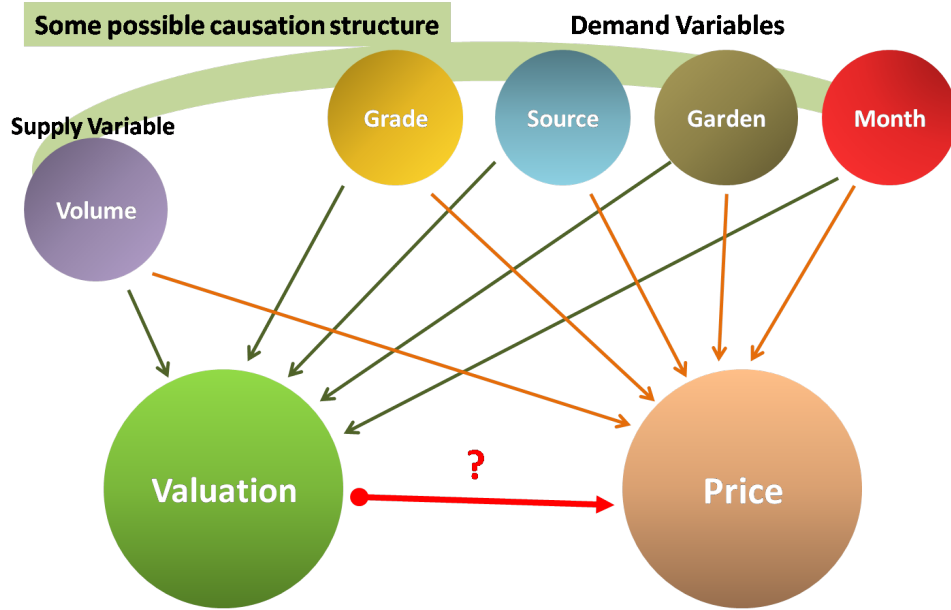 Some possible causation structure
Demand Variables
Supply Variable
Grade
Source
Garden
Month
Volume
?
Valuation
Price